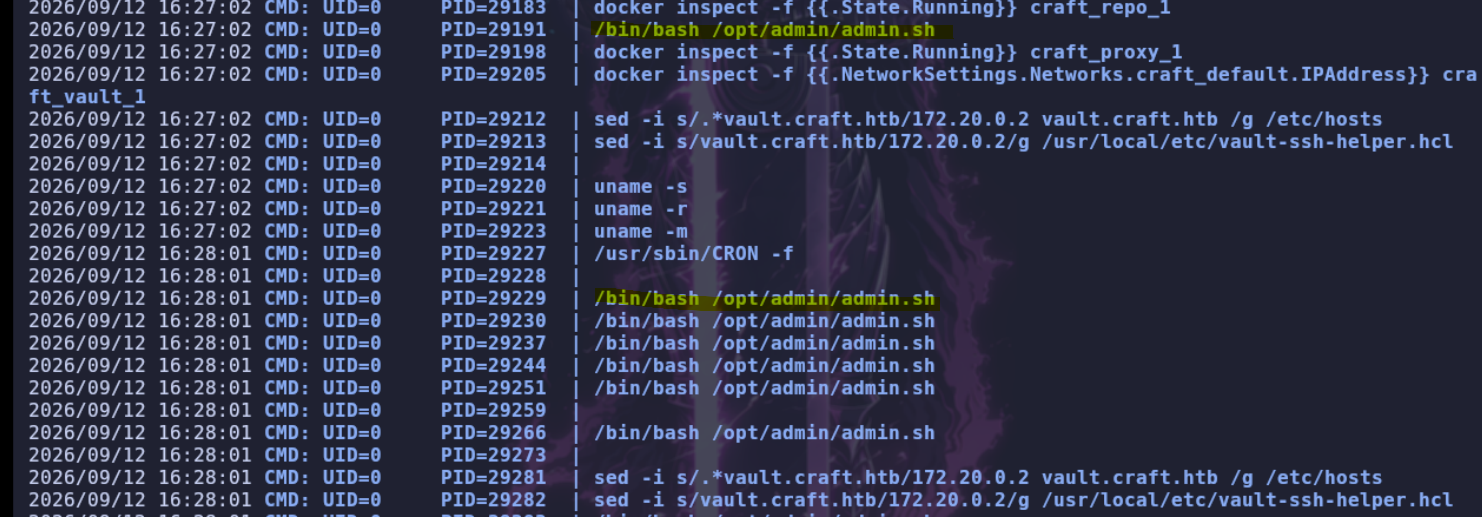 2026/09/12 16:27:02 CMD: UID=0     PID=29183  | docker inspect -f {{.State.Running}} craft_repo_1
2026/09/12 16:27:02 CMD: UID=0     PID=29191  | /bin/bash /opt/admin/admin.sh
2026/09/12 16:27:02 CMD: UID=0     PID=29198  | docker inspect -f {{.State.Running}} craft_proxy_1
2026/09/12 16:27:02 CMD: UID=0     PID=29205  | docker inspect -f {{.NetworkSettings.Networks.craft_default.IPAddress}} cra
ft_vault_1
2026/09/12 16:27:02 CMD: UID=0     PID=29212  | sed -i s/.*vault.craft.htb/172.20.0.2 vault.craft.htb /g /etc/hosts
2026/09/12 16:27:02 CMD: UID=0     PID=29213  | sed -i s/vault.craft.htb/172.20.0.2/g /usr/local/etc/vault-ssh-helper.hcl
2026/09/12 16:27:02 CMD: UID=0     PID=29214  |
2026/09/12 16:27:02 CMD: UID=0     PID=29220  | uname -s
2026/09/12 16:27:02 CMD: UID=0     PID=29221  | uname -r
2026/09/12 16:27:02 CMD: UID=0     PID=29223  | uname -m
2026/09/12 16:28:01 CMD: UID=0     PID=29227  | /usr/sbin/CRON -f
2026/09/12 16:28:01 CMD: UID=0     PID=29228  |
2026/09/12 16:28:01 CMD: UID=0     PID=29229  | /bin/bash /opt/admin/admin.sh
2026/09/12 16:28:01 CMD: UID=0     PID=29230  | /bin/bash /opt/admin/admin.sh
2026/09/12 16:28:01 CMD: UID=0     PID=29237  | /bin/bash /opt/admin/admin.sh
2026/09/12 16:28:01 CMD: UID=0     PID=29244  | /bin/bash /opt/admin/admin.sh
2026/09/12 16:28:01 CMD: UID=0     PID=29251  | /bin/bash /opt/admin/admin.sh
2026/09/12 16:28:01 CMD: UID=0     PID=29259  |
2026/09/12 16:28:01 CMD: UID=0     PID=29266  | /bin/bash /opt/admin/admin.sh
2026/09/12 16:28:01 CMD: UID=0     PID=29273  |
2026/09/12 16:28:01 CMD: UID=0     PID=29281  | sed -i s/.*vault.craft.htb/172.20.0.2 vault.craft.htb /g /etc/hosts
2026/09/12 16:28:01 CMD: UID=0     PID=29282  | sed -i s/vault.craft.htb/172.20.0.2/g /usr/local/etc/vault-ssh-helper.hcl